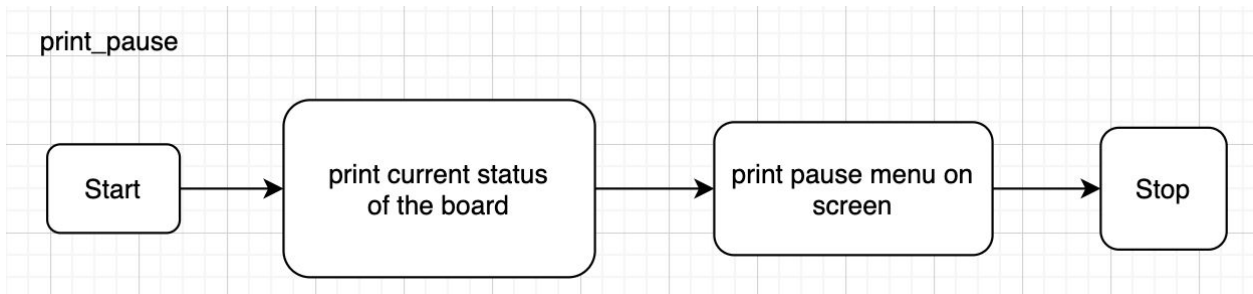 print_pause
Start
print current status
of the board
print pause menu on
screen
Stop